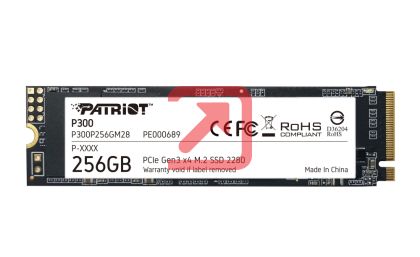 PATRIOT
P300
P300P256GM28 PE000689
P-XXXX
256GB
PCIe Gen3 x4 M.2 SSD 2280
Warranty void if label removed
CE FC
RoHS
COMPLIANT
D36204
RoHS
Made In China